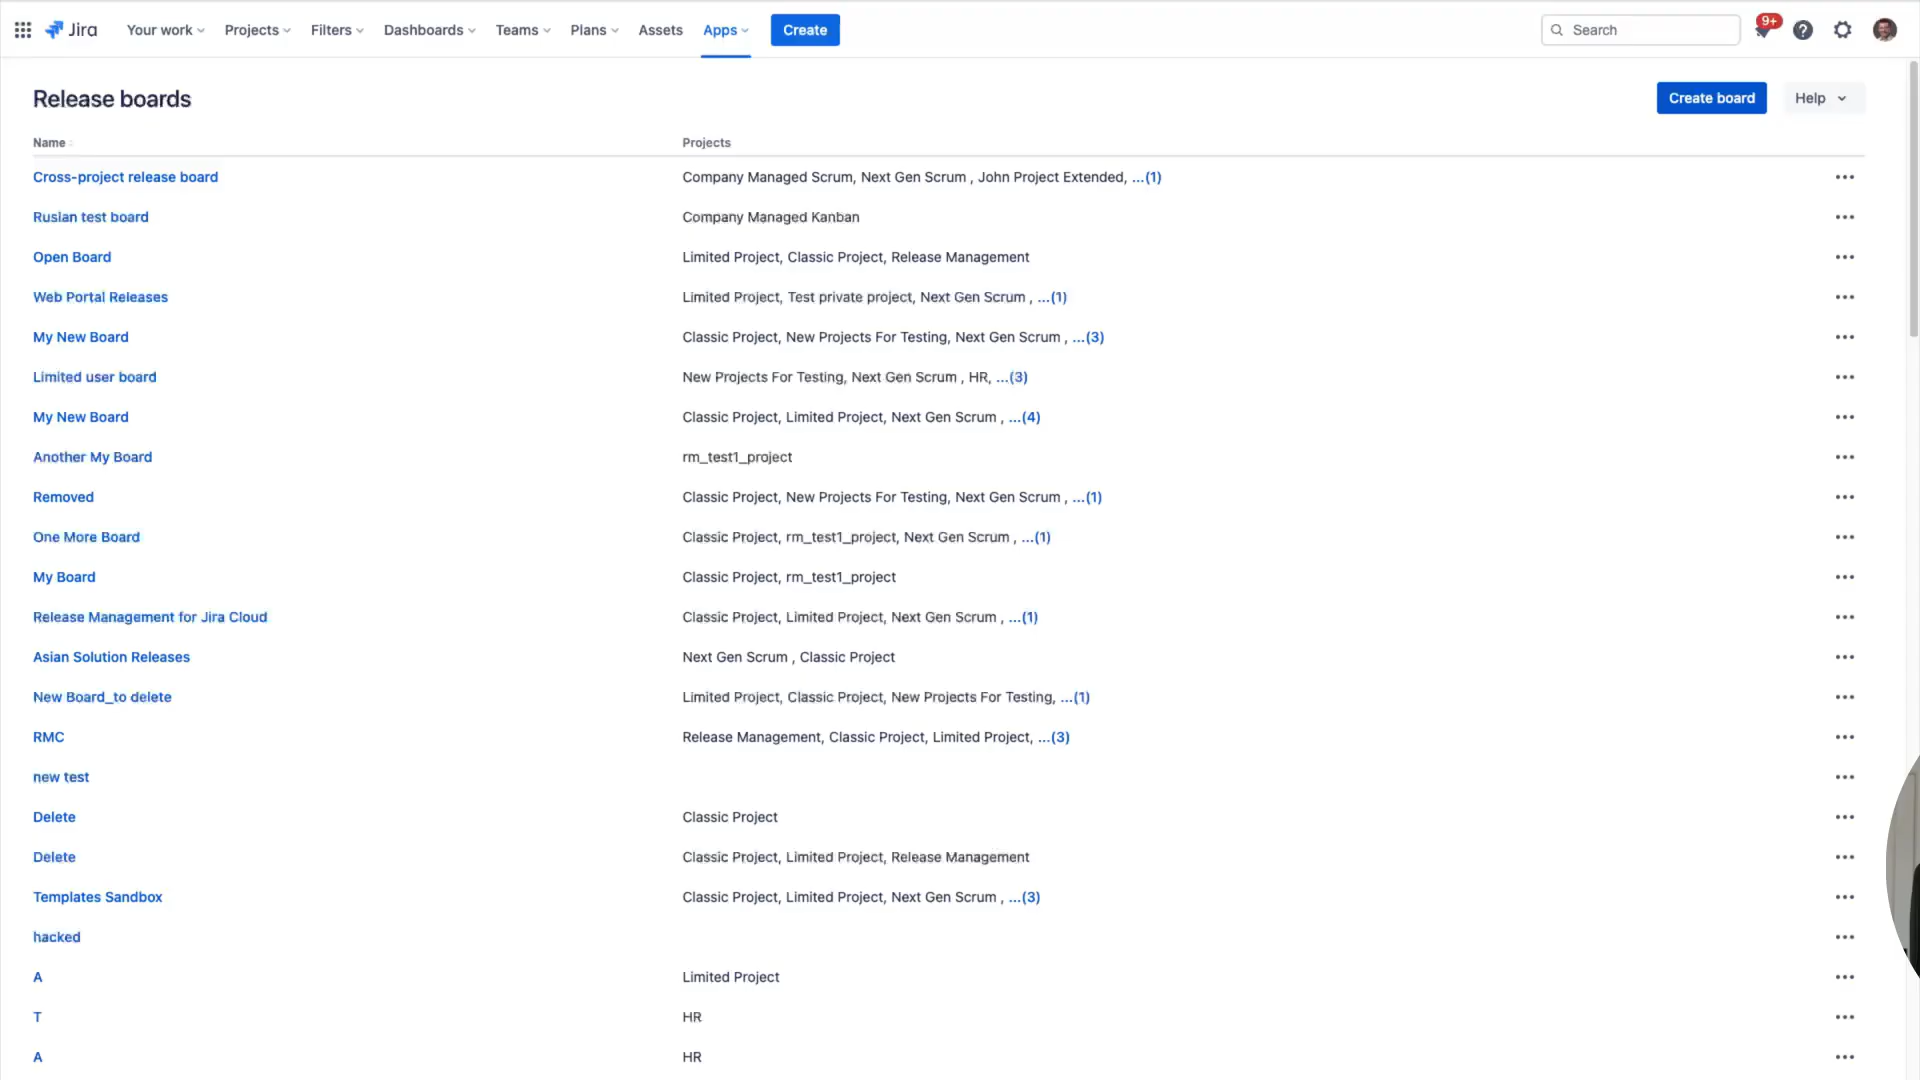 Jira Your work Projects Filters Dashboards Teams Plans Assets Apps Create Search 9+
Release boards Create board Help
Name Projects
Cross-project release board Company Managed Scrum, Next Gen Scrum , John Project Extended, ...(1)
Rusian test board Company Managed Kanban
Open Board Limited Project, Classic Project, Release Management
Web Portal Releases Limited Project, Test private project, Next Gen Scrum , ...(1)
My New Board Classic Project, New Projects For Testing, Next Gen Scrum , ...(3)
Limited user board New Projects For Testing, Next Gen Scrum , HR, ...(3)
My New Board Classic Project, Limited Project, Next Gen Scrum , ...(4)
Another My Board rm_test1_project
Removed Classic Project, New Projects For Testing, Next Gen Scrum , ...(1)
One More Board Classic Project, rm_test1_project, Next Gen Scrum , ...(1)
My Board Classic Project, rm_test1_project
Release Management for Jira Cloud Classic Project, Limited Project, Next Gen Scrum , ...(1)
Asian Solution Releases Next Gen Scrum , Classic Project
New Board_to delete Limited Project, Classic Project, New Projects For Testing, ...(1)
RMC Release Management, Classic Project, Limited Project, ...(3)
new test
Delete Classic Project
Delete Classic Project, Limited Project, Release Management
Templates Sandbox Classic Project, Limited Project, Next Gen Scrum , ...(3)
hacked
A Limited Project
T HR
A HR